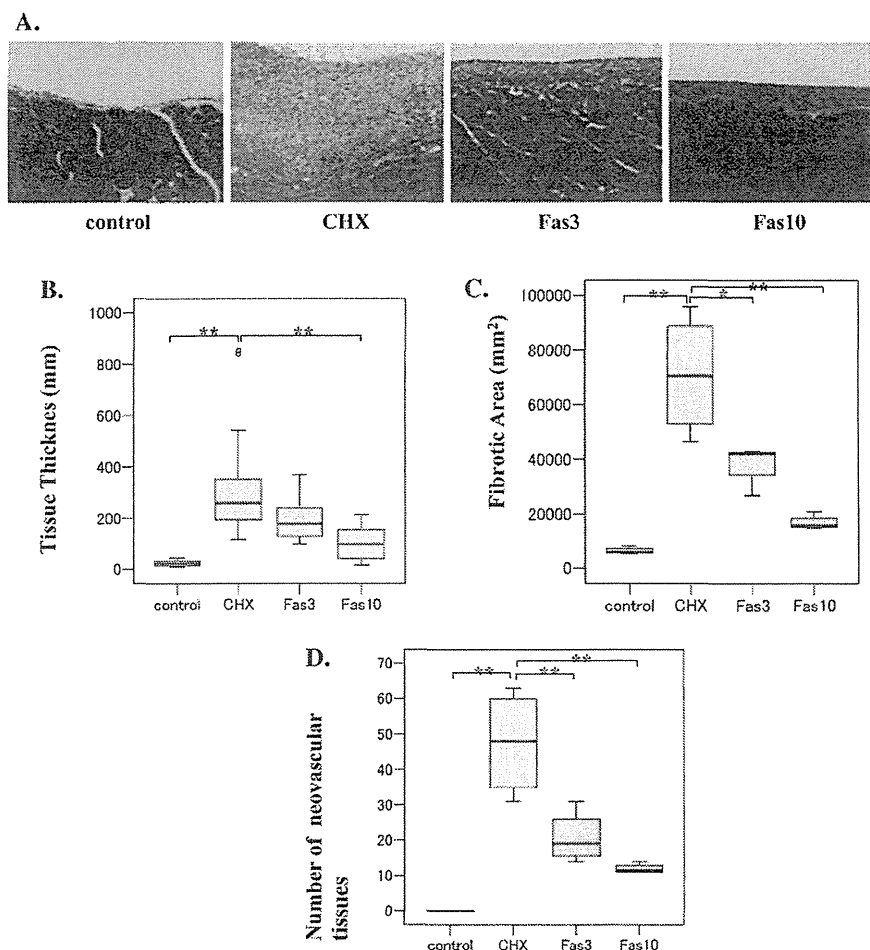 A.
control CHX Fas3 Fas10
B.
Tissue Thicknes (mm)
1000
800
600
400
200
0
** **
control CHX Fas3 Fas10
C.
Fibrotic Area (mm²)
100000
80000
60000
40000
20000
0
** * **
control CHX Fas3 Fas10
D.
Number of neovascular
tissues
70
60
50
40
30
20
10
0
** ** **
control CHX Fas3 Fas10